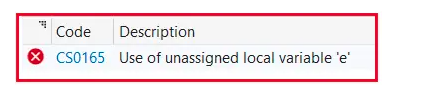 Code Description
CS0165 Use of unassigned local variable 'e'